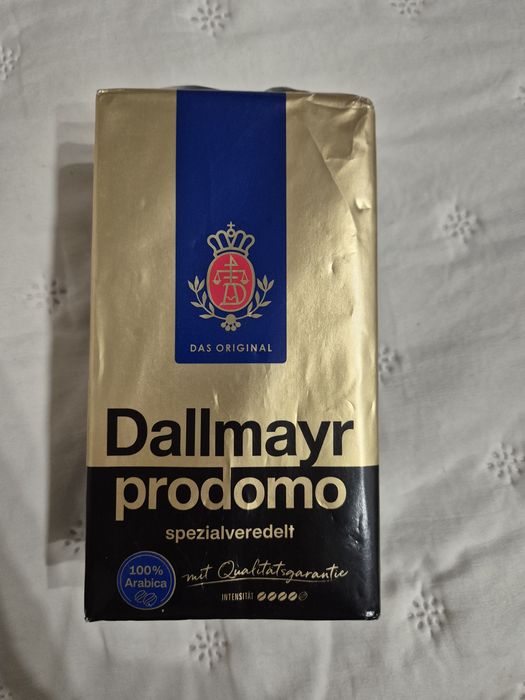 DAS ORIGINAL
Dallmayr
prodomo
spezialveredelt
100%
Arabica
mit Qualitätsgarantie
INTENSITÄT